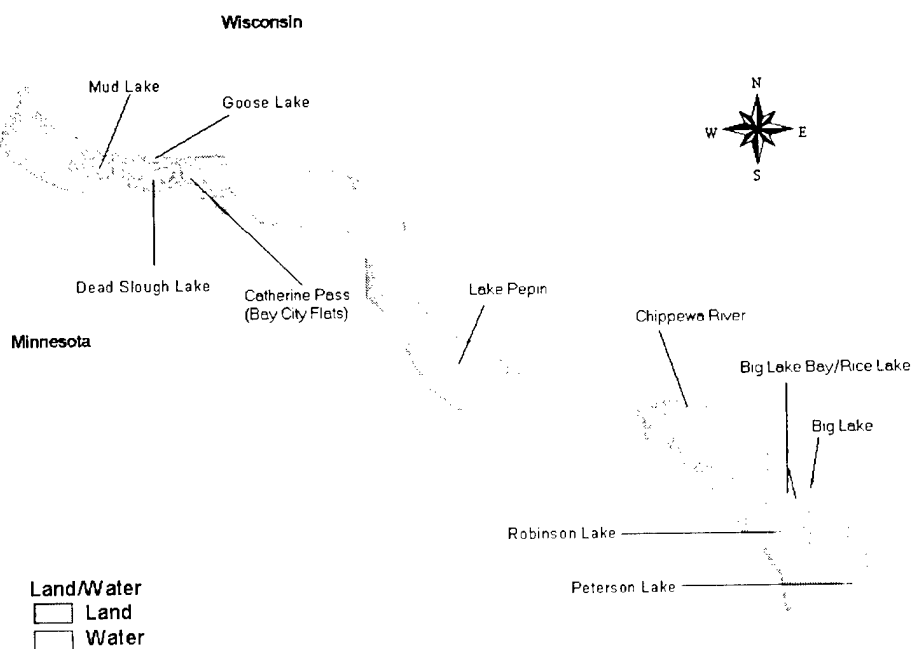 Wisconsin
Mud Lake
Goose Lake
N
W
E
S
Dead Slough Lake
Catherine Pass
(Bay City Flats)
Lake Pepin
Chippewa River
Minnesota
Big Lake Bay/Rice Lake
Big Lake
Robinson Lake
Peterson Lake
Land/Water
Land
Water